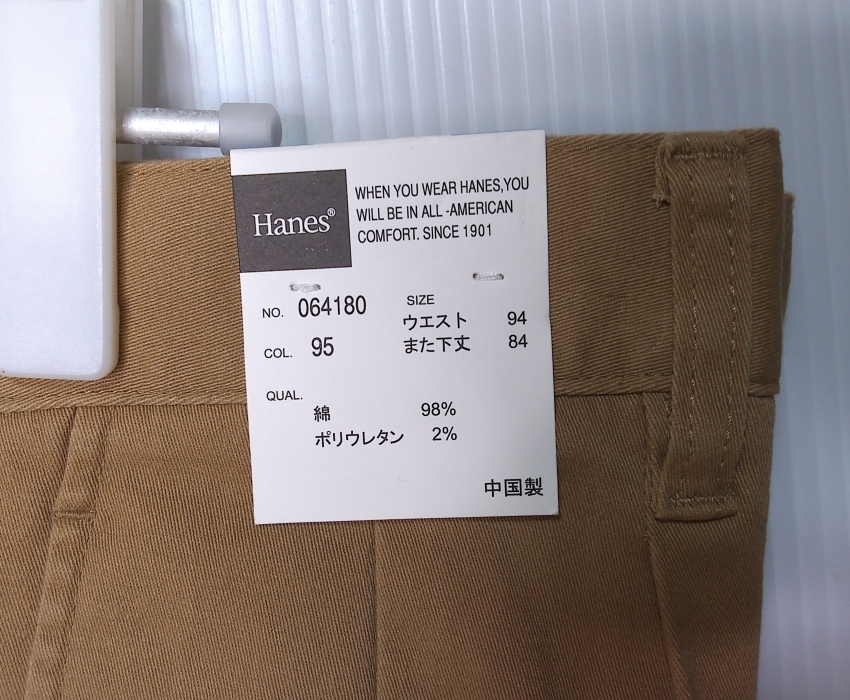 Hanes®
WHEN YOU WEAR HANES,YOU
WILL BE IN ALL -AMERICAN
COMFORT. SINCE 1901
NO. 064180
COL. 95
SIZE
ウエスト 94
また下丈 84
QUAL.
綿 98%
ポリウレタン 2%
中国製